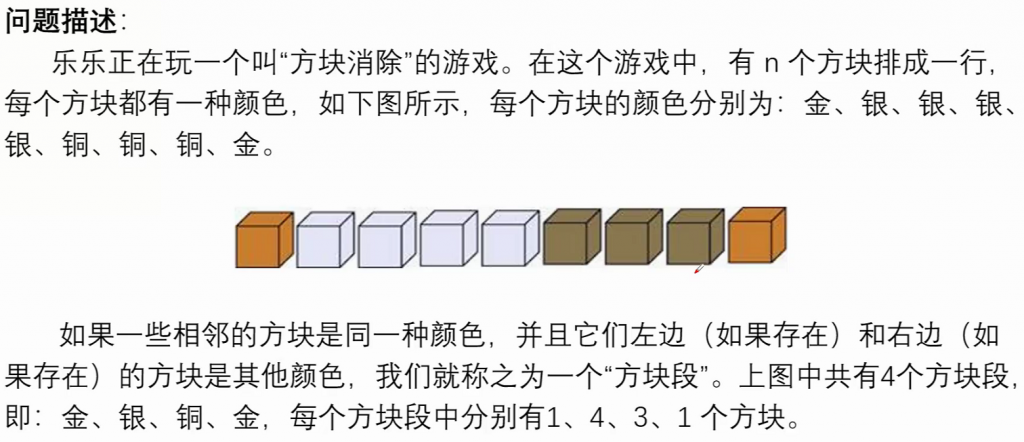 问题描述：
乐乐正在玩一个叫“方块消除”的游戏。在这个游戏中，有 n 个方块排成一行，
每个方块都有一种颜色，如下图所示，每个方块的颜色分别为：金、银、银、银、
银、铜、铜、铜、金。
如果一些相邻的方块是同一种颜色，并且它们左边（如果存在）和右边（如
果存在）的方块是其他颜色，我们就称之为一个“方块段”。上图中共有4个方块段，
即：金、银、铜、金，每个方块段中分别有1、4、3、1 个方块。